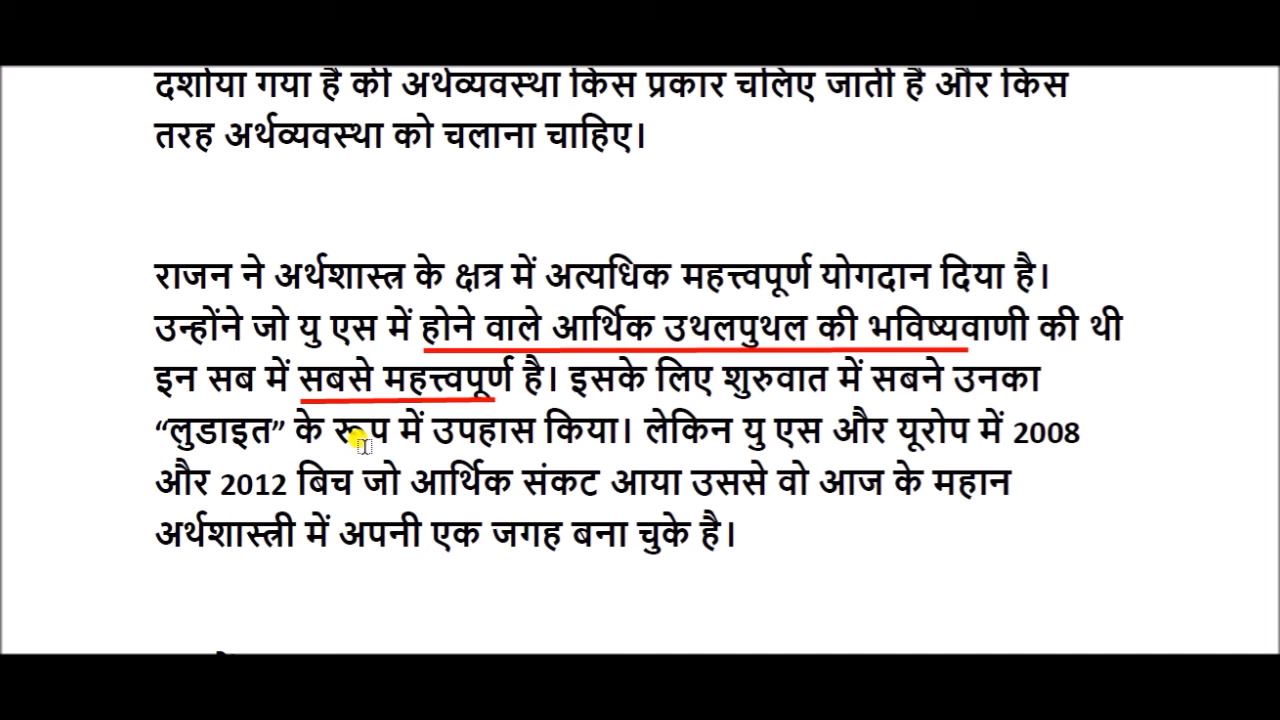 दर्शाया गया है की अर्थव्यवस्था किस प्रकार चलिए जाती है और किस
तरह अर्थव्यवस्था को चलाना चाहिए।
राजन ने अर्थशास्त्र के क्षत्र में अत्यधिक महत्त्वपूर्ण योगदान दिया है।
उन्होंने जो यु एस में होने वाले आर्थिक उथलपुथल की भविष्यवाणी की थी
इन सब में सबसे महत्त्वपूर्ण है। इसके लिए शुरुवात में सबने उनका
“लुडाइत” के रूप में उपहास किया। लेकिन यु एस और यूरोप में 2008
और 2012 बिच जो आर्थिक संकट आया उससे वो आज के महान
अर्थशास्त्री में अपनी एक जगह बना चुके है।